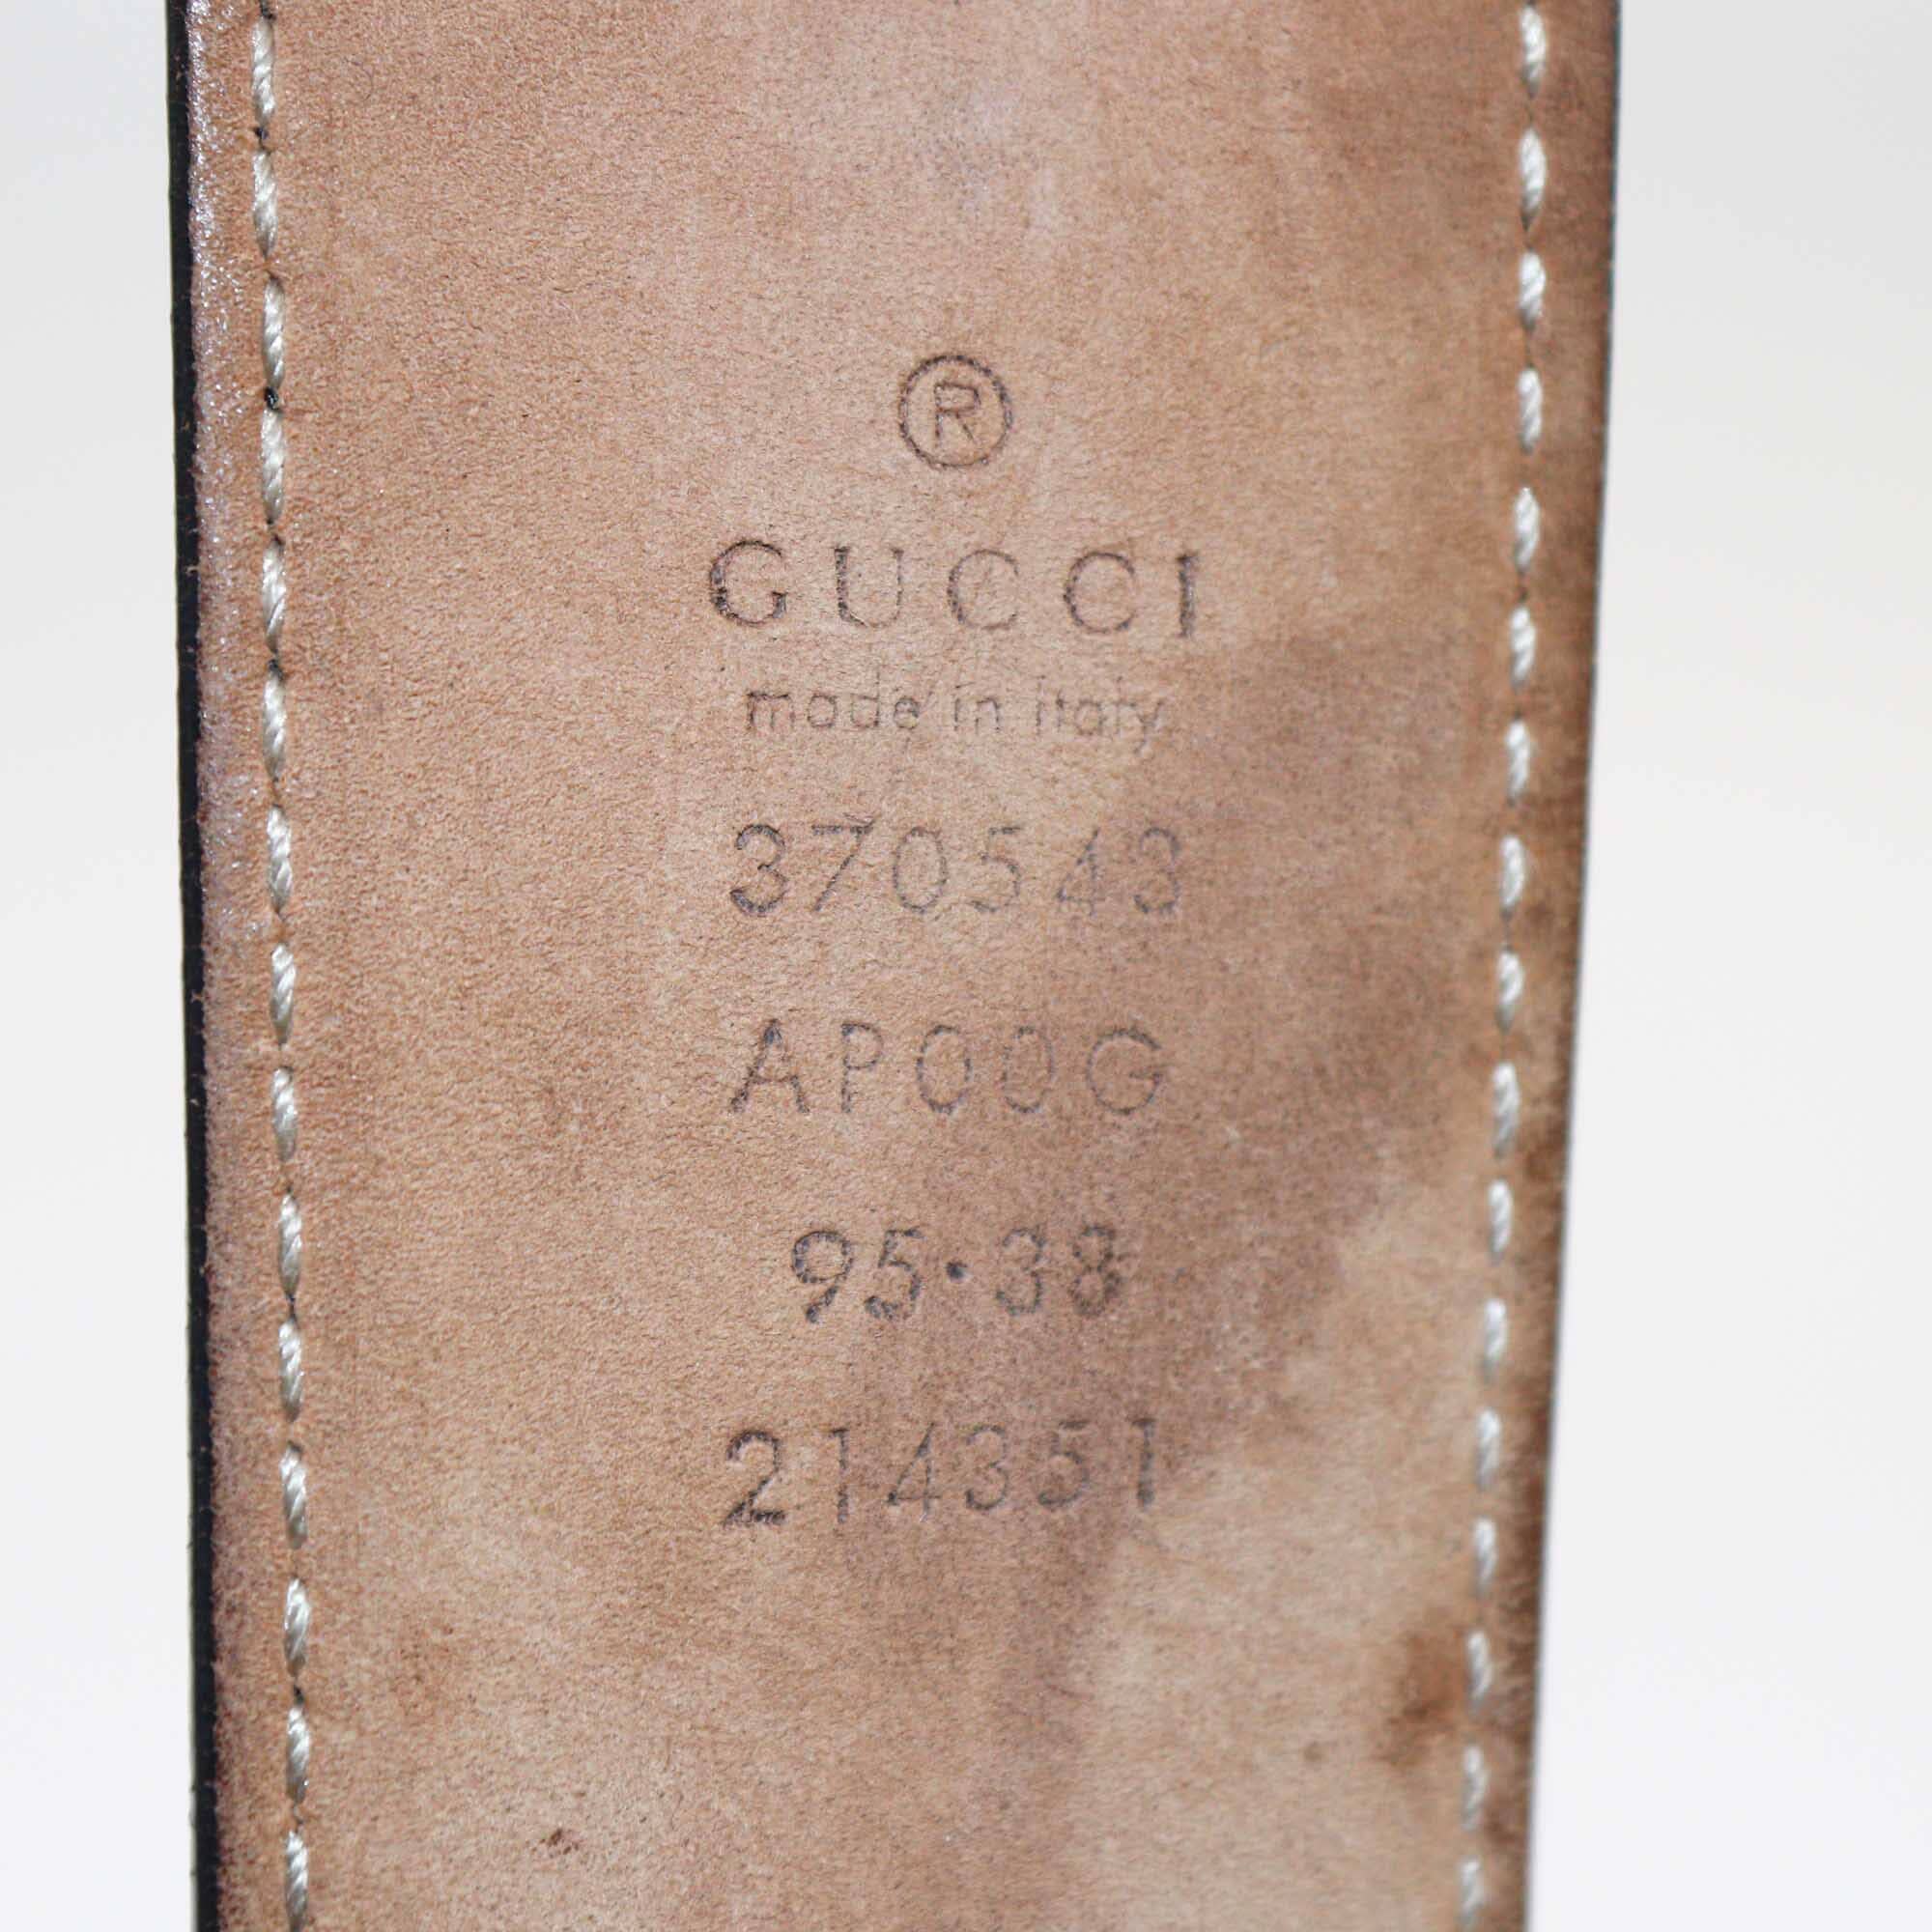 ®
GUCCI
made in italy
370543
AP00G
95·38
214351